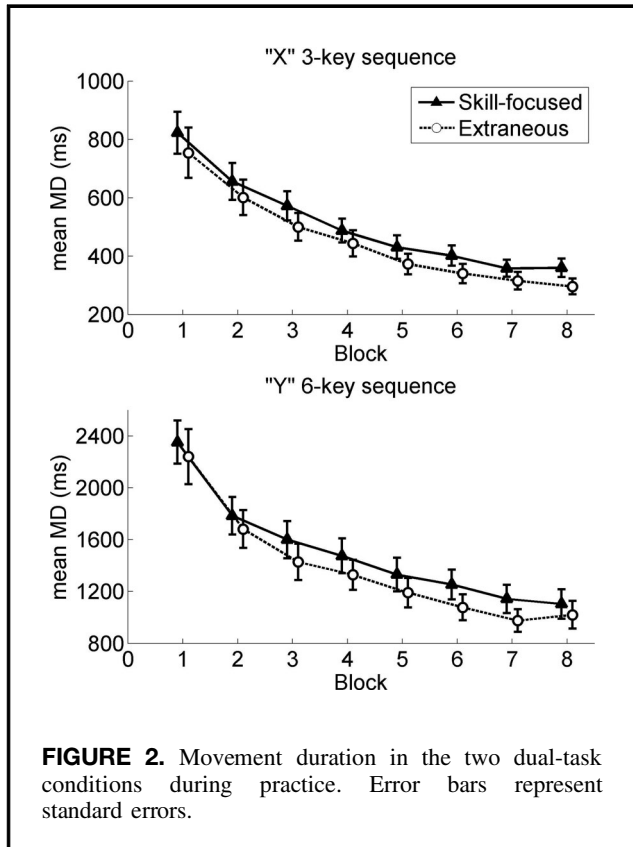 "X" 3-key sequence
1000
800
600
400
200
mean MD (ms)
Skill-focused
Extraneous
0 1 2 3 4 5 6 7 8
Block
"Y" 6-key sequence
2400
2000
1600
1200
800
mean MD (ms)
0 1 2 3 4 5 6 7 8
Block
FIGURE 2. Movement duration in the two dual-task
conditions during practice. Error bars represent
standard errors.